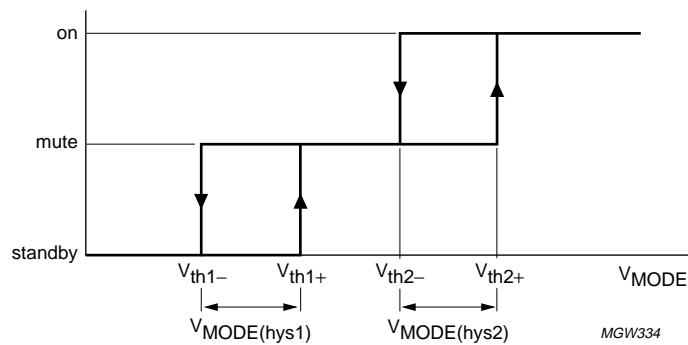 on
mute
standby
Vth1− Vth1+ Vth2− Vth2+ VMODE
VMODE(hys1) VMODE(hys2) MGW334